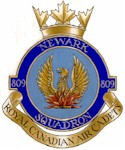 NEWARK
809 809
SQUADRON
ROYAL CANADIAN AIR CADETS